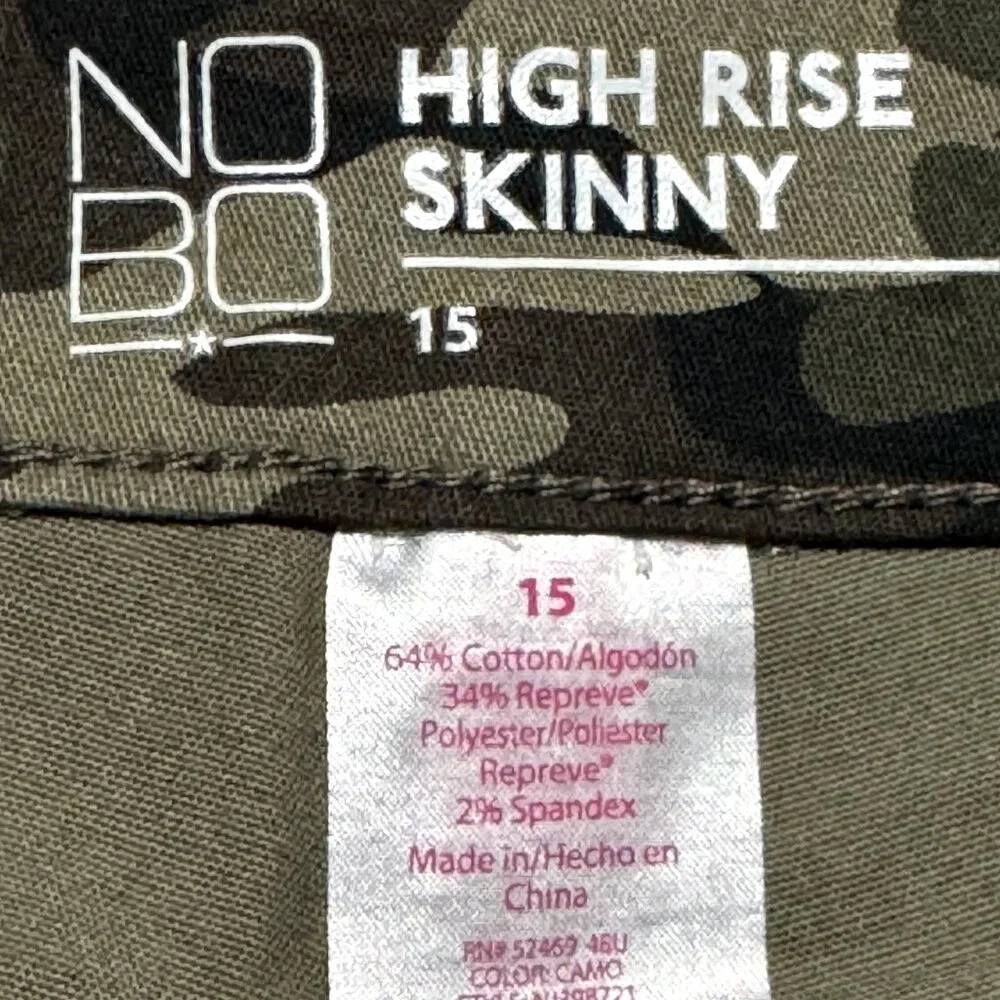 NO
BO
HIGH RISE
SKINNY
15
15
64% Cotton/Algodón
34% Repreve®
Polyester/Poliester
Repreve®
2% Spandex
Made in/Hecho en
China
RN# 52469 4BU
COLOR: CAMO